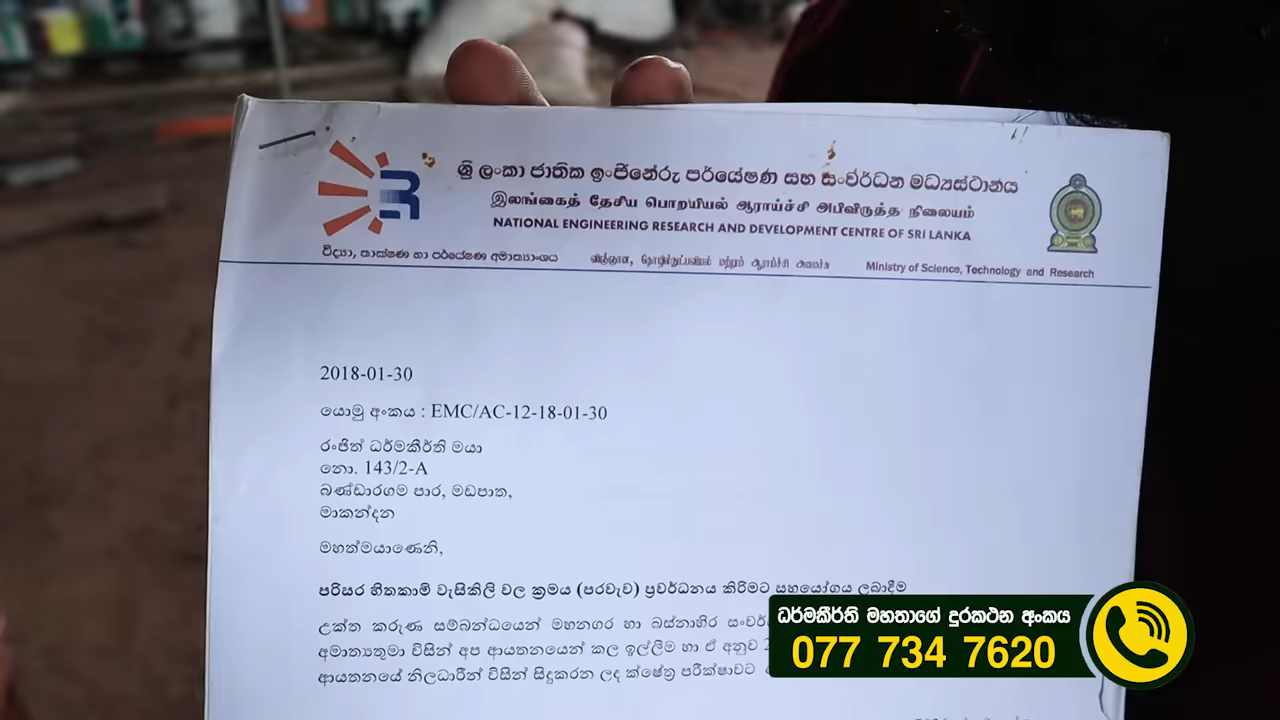 ශ්‍රී ලංකා ජාතික ඉංජිනේරු පර්යේෂණ සහ සංවර්ධන මධ්‍යස්ථානය
இலங்கைத் தேசிய பொறியியல் ஆராய்ச்சி அபிவிருத்தி நிலையம்
NATIONAL ENGINEERING RESEARCH AND DEVELOPMENT CENTRE OF SRI LANKA
විද්‍යා, තාක්ෂණ හා පර්යේෂණ අමාත්‍යාංශය விஞ்ஞான, தொழில்நுட்பவியல் மற்றும் ஆராய்ச்சி அமைச்சு Ministry of Science, Technology and Research
2018-01-30
යොමු අංකය : EMC/AC-12-18-01-30
රංජිත් ධර්මකීර්ති මයා
නො. 143/2-A
බණ්ඩාරගම පාර, මඩපාත,
මාකන්දන
මහත්මයාණෙනි,
පරිසර හිතකාමි වැසිකිලි වල ක්‍රමය (පරවැව) ප්‍රවර්ධනය කිරිමට සහයෝගය ලබාදීම
උක්ත කරුණ සම්බන්ධයෙන් මහනගර හා බස්නාහිර
අමාත්‍යතුමා විසින් අප ආයතනයෙන් කල ඉල්ලීම හා ඒ අනුව
ආයතනයේ නිලධාරීන් විසින් සිදුකරන ලද ක්ෂේත්‍ර පරීක්ෂාවට
ධර්මකීර්ති මහතාගේ දුරකථන අංකය
077 734 7620